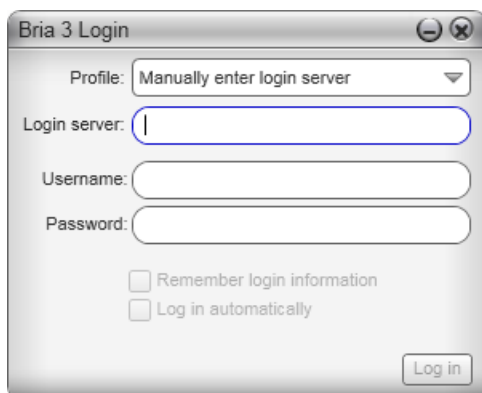 Bria 3 Login
Profile: Manually enter login server
Login server:
Username:
Password:
Remember login information
Log in automatically
Log in